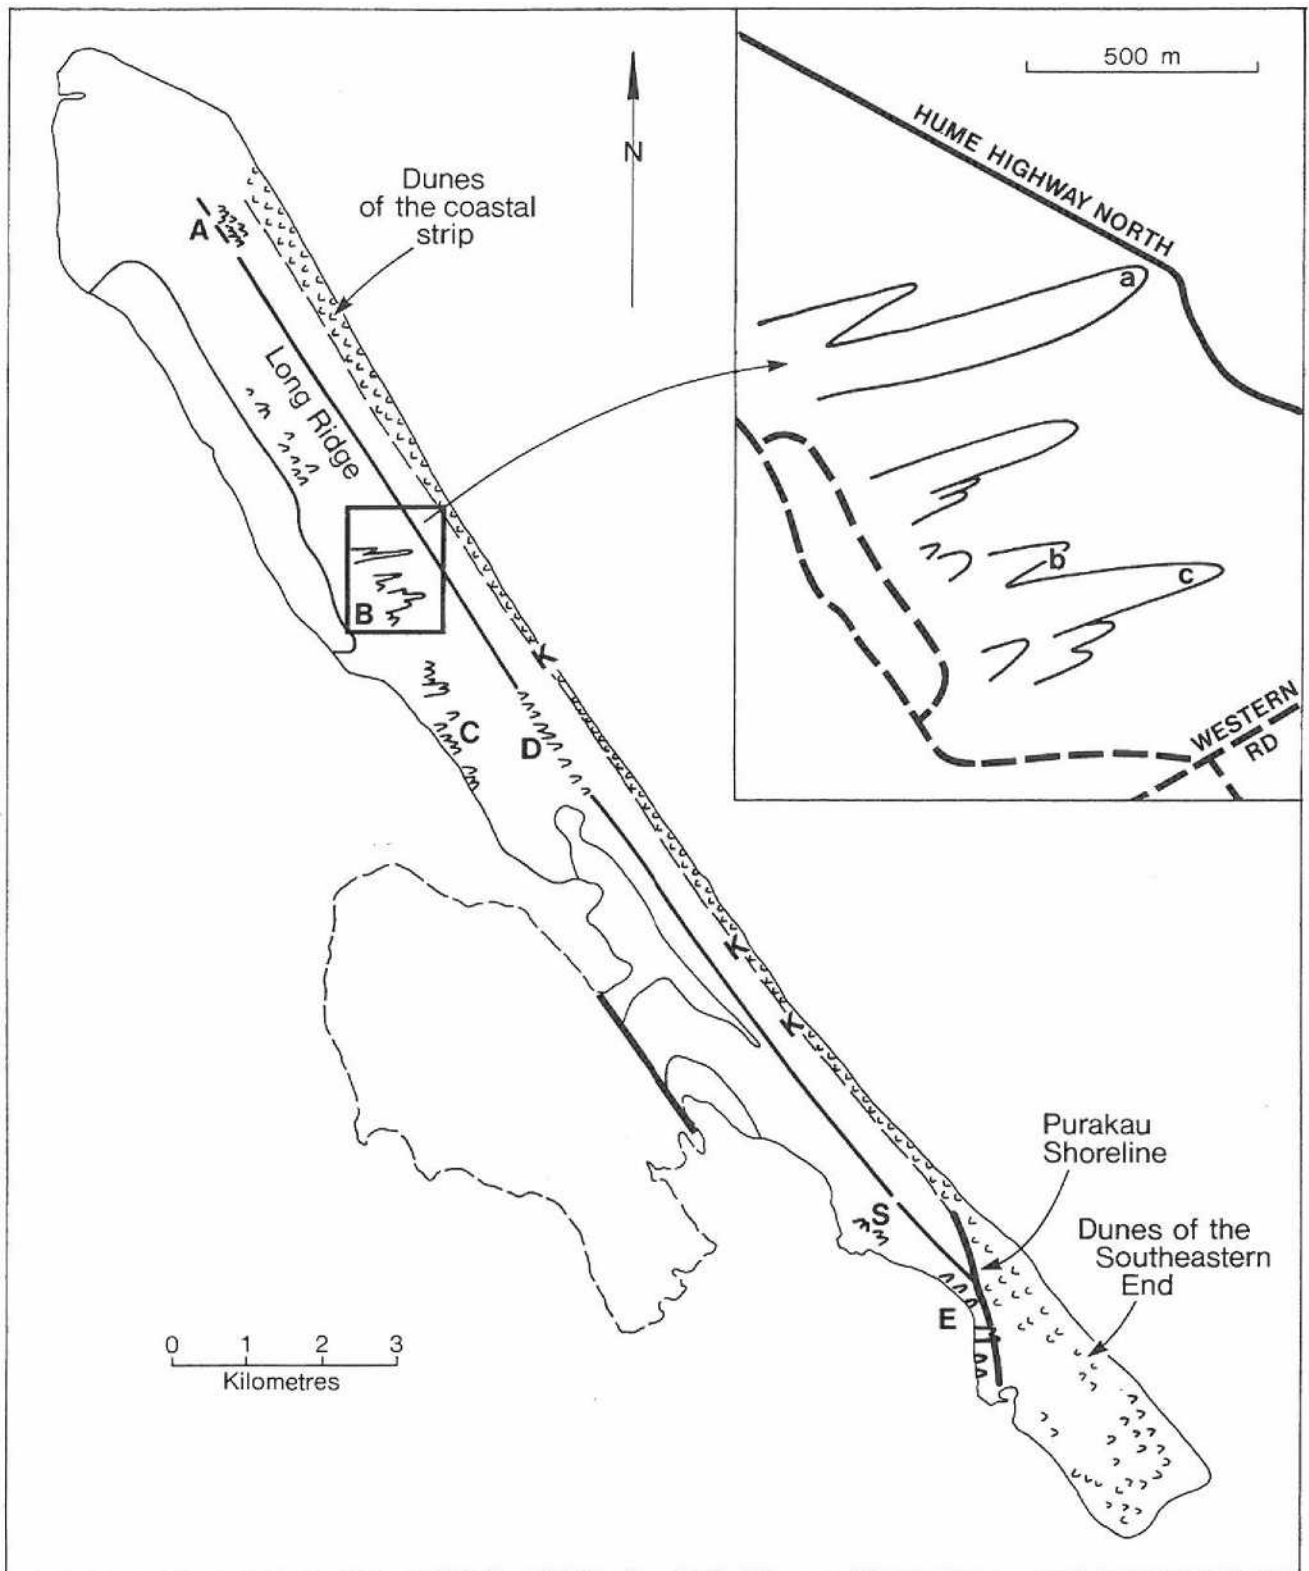 500 m
HUME HIGHWAY NORTH
a
b
c
WESTERN
RD
N
Dunes
of the coastal
strip
A
Long Ridge
B
C
D
K
K
K
Purakau
Shoreline
S
Dunes of the
Southeastern
End
E
0 1 2 3
Kilometres